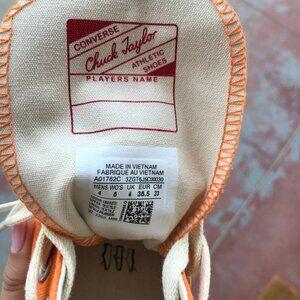 CONVERSE
Chuck Taylor
ATHLETIC
SHOES
PLAYERS NAME
MADE IN VIETNAM
FABRIQUE AU VIETNAM
A01762C
MENS WO'S UK EUR CM
4 6 4 36.5 23